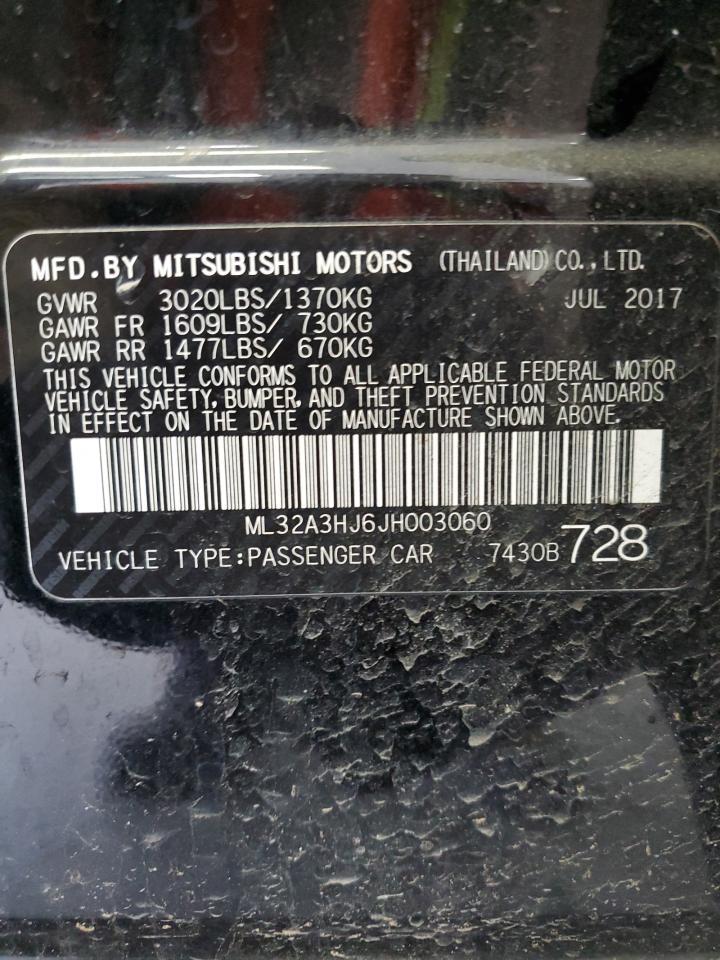 MFD.BY MITSUBISHI MOTORS (THAILAND)CO.,LTD.
GVWR 3020LBS/1370KG JUL 2017
GAWR FR 1609LBS/ 730KG
GAWR RR 1477LBS/ 670KG
THIS VEHICLE CONFORMS TO ALL APPLICABLE FEDERAL MOTOR
VEHICLE SAFETY, BUMPER, AND THEFT PREVENTION STANDARDS
IN EFFECT ON THE DATE OF MANUFACTURE SHOWN ABOVE.
ML32A3HJ6JH003060
VEHICLE TYPE:PASSENGER CAR 7430B 728